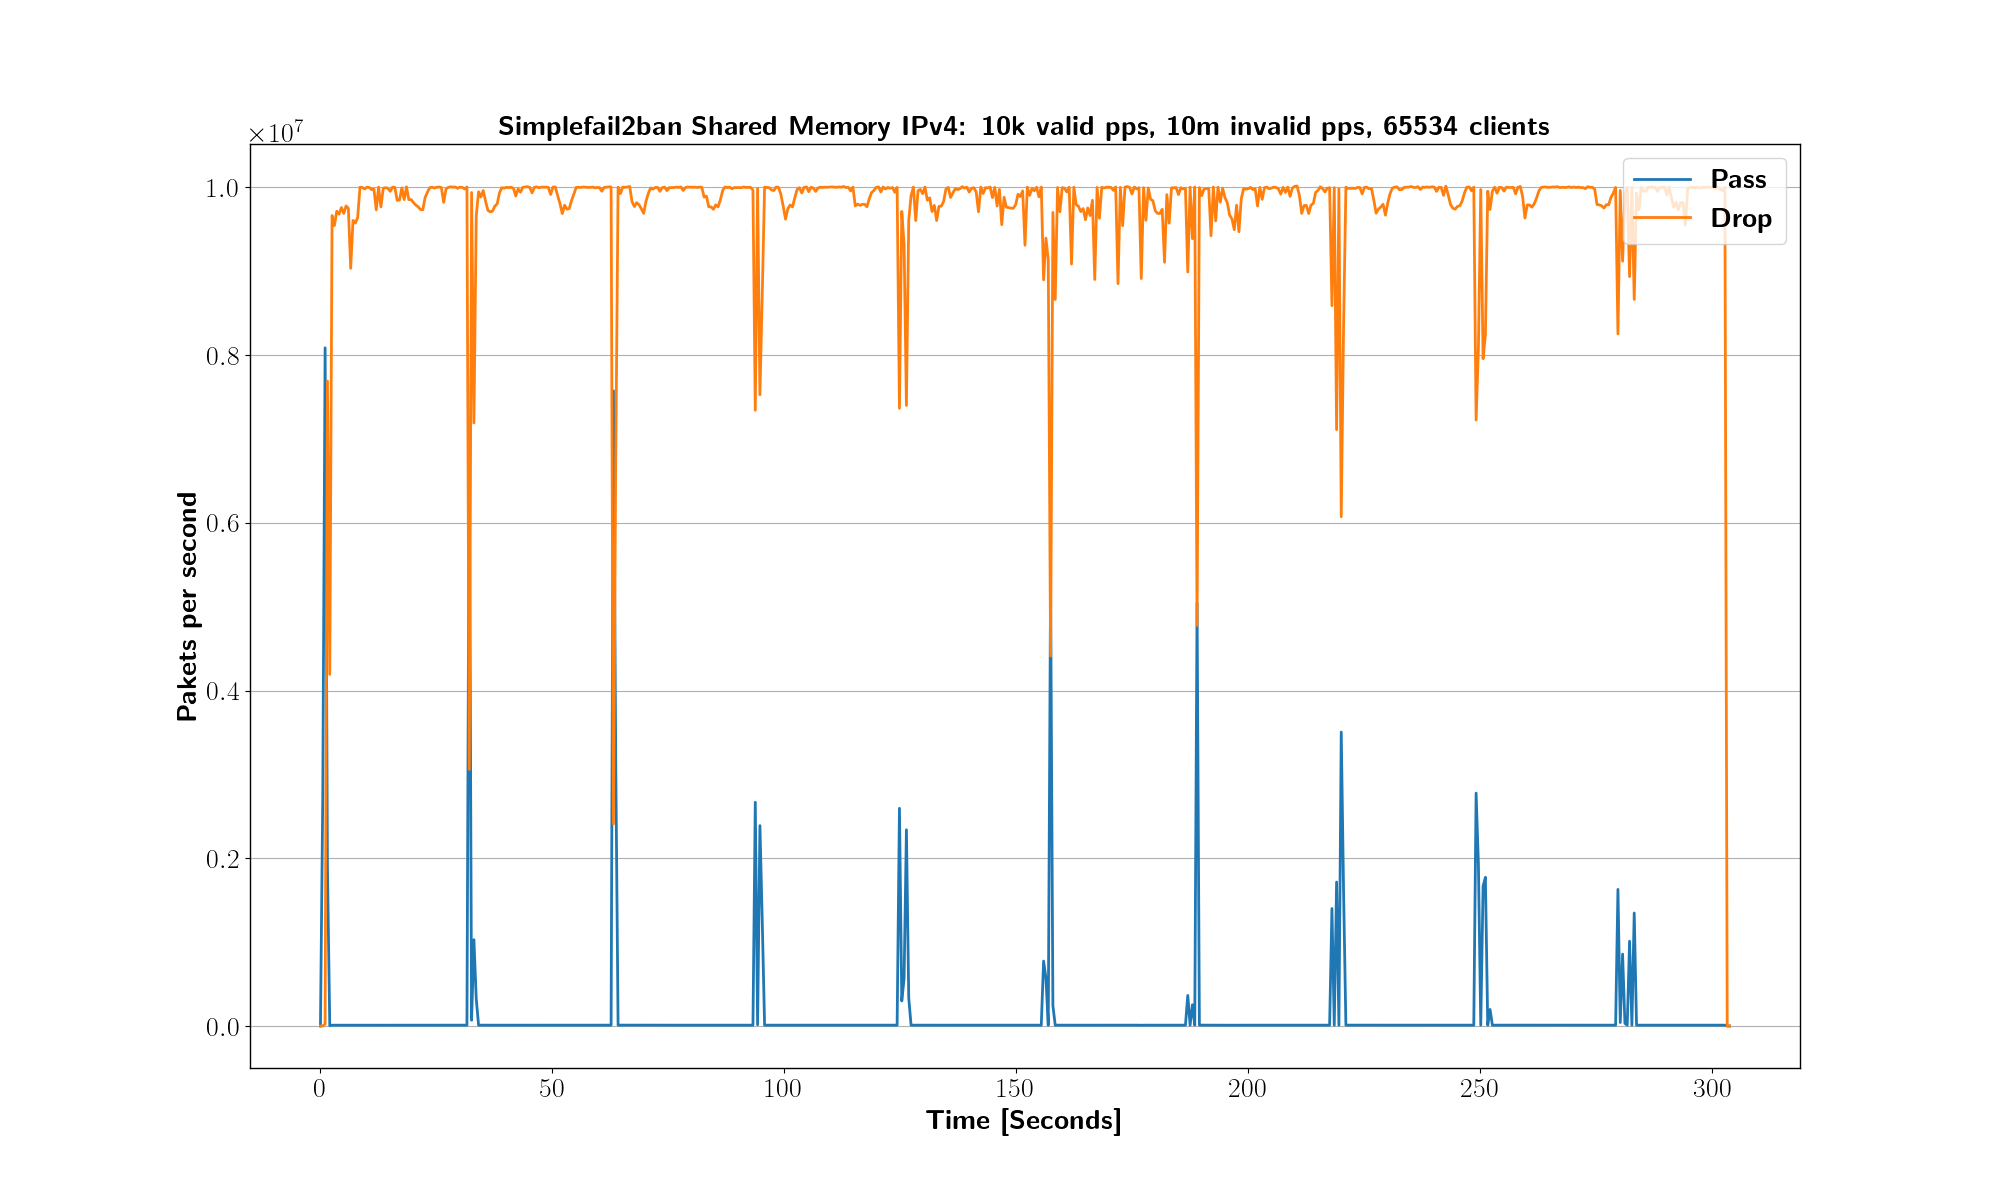 Simplefail2ban Shared Memory IPv4: 10k valid pps, 10m invalid pps, 65534 clients
×10⁷
Pass
Drop
1.0
0.8
0.6
0.4
0.2
0.0
Pakets per second
0 50 100 150 200 250 300
Time [Seconds]